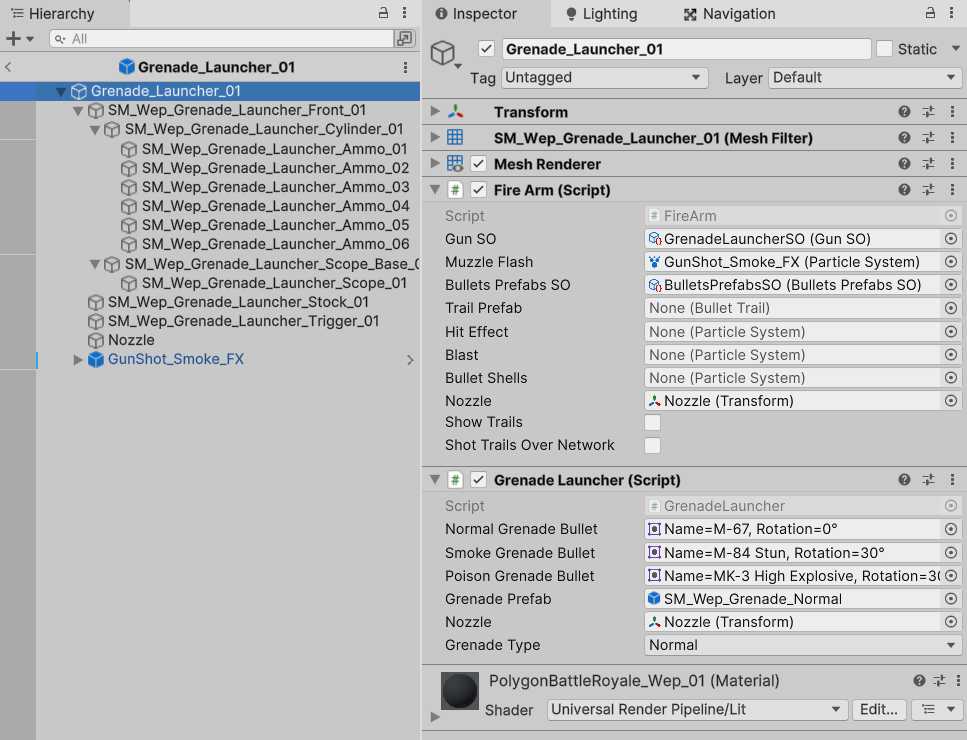 Hierarchy
All
Grenade_Launcher_01
Grenade_Launcher_01
SM_Wep_Grenade_Launcher_Front_01
SM_Wep_Grenade_Launcher_Cylinder_01
SM_Wep_Grenade_Launcher_Ammo_01
SM_Wep_Grenade_Launcher_Ammo_02
SM_Wep_Grenade_Launcher_Ammo_03
SM_Wep_Grenade_Launcher_Ammo_04
SM_Wep_Grenade_Launcher_Ammo_05
SM_Wep_Grenade_Launcher_Ammo_06
SM_Wep_Grenade_Launcher_Scope_Base_0
SM_Wep_Grenade_Launcher_Scope_01
SM_Wep_Grenade_Launcher_Stock_01
SM_Wep_Grenade_Launcher_Trigger_01
Nozzle
GunShot_Smoke_FX
Inspector Lighting Navigation
Grenade_Launcher_01 Static
Tag Untagged Layer Default
Transform
SM_Wep_Grenade_Launcher_01 (Mesh Filter)
Mesh Renderer
# Fire Arm (Script)
Script # FireArm
Gun SO GrenadeLauncherSO (Gun SO)
Muzzle Flash GunShot_Smoke_FX (Particle System)
Bullets Prefabs SO BulletsPrefabsSO (Bullets Prefabs SO)
Trail Prefab None (Bullet Trail)
Hit Effect None (Particle System)
Blast None (Particle System)
Bullet Shells None (Particle System)
Nozzle Nozzle (Transform)
Show Trails
Shot Trails Over Network
# Grenade Launcher (Script)
Script # GrenadeLauncher
Normal Grenade Bullet Name=M-67, Rotation=0°
Smoke Grenade Bullet Name=M-84 Stun, Rotation=30°
Poison Grenade Bullet Name=MK-3 High Explosive, Rotation=30
Grenade Prefab SM_Wep_Grenade_Normal
Nozzle Nozzle (Transform)
Grenade Type Normal
PolygonBattleRoyale_Wep_01 (Material)
Shader Universal Render Pipeline/Lit Edit...